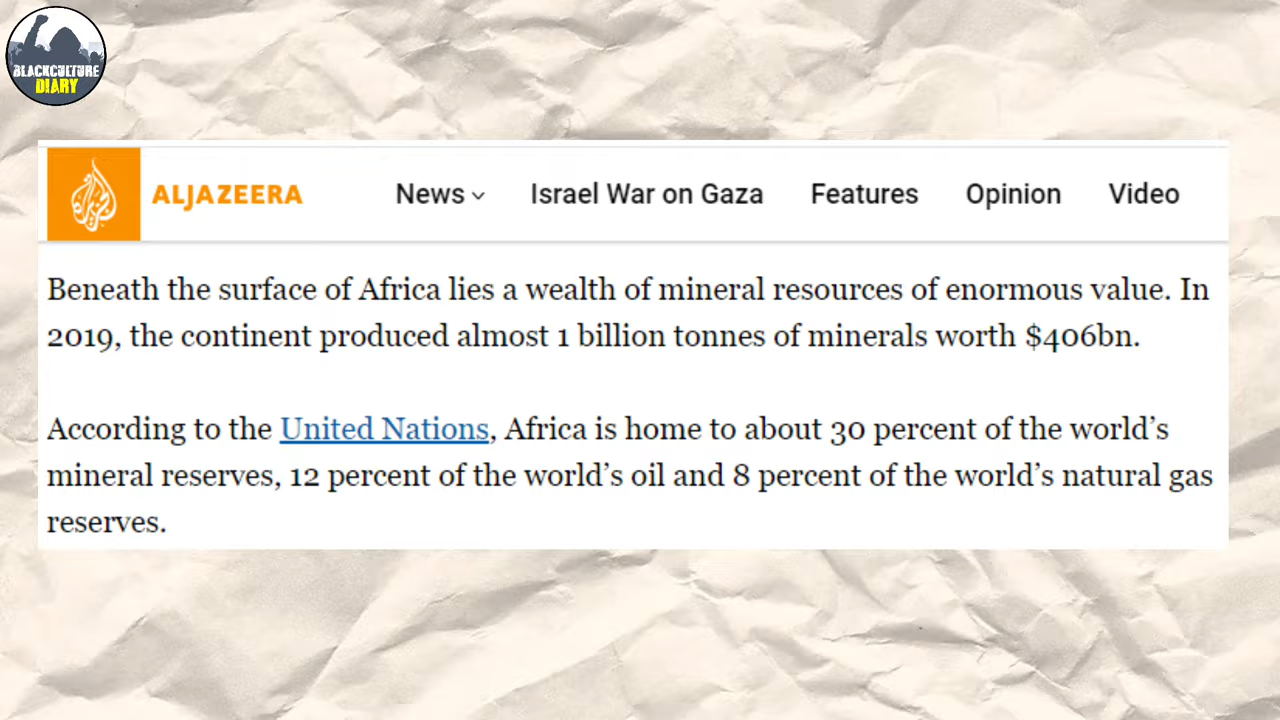 BLACKCULTURE
DIARY
ALJAZEERA
News Israel War on Gaza Features Opinion Video
Beneath the surface of Africa lies a wealth of mineral resources of enormous value. In
2019, the continent produced almost 1 billion tonnes of minerals worth $406bn.
According to the United Nations, Africa is home to about 30 percent of the world’s
mineral reserves, 12 percent of the world’s oil and 8 percent of the world’s natural gas
reserves.